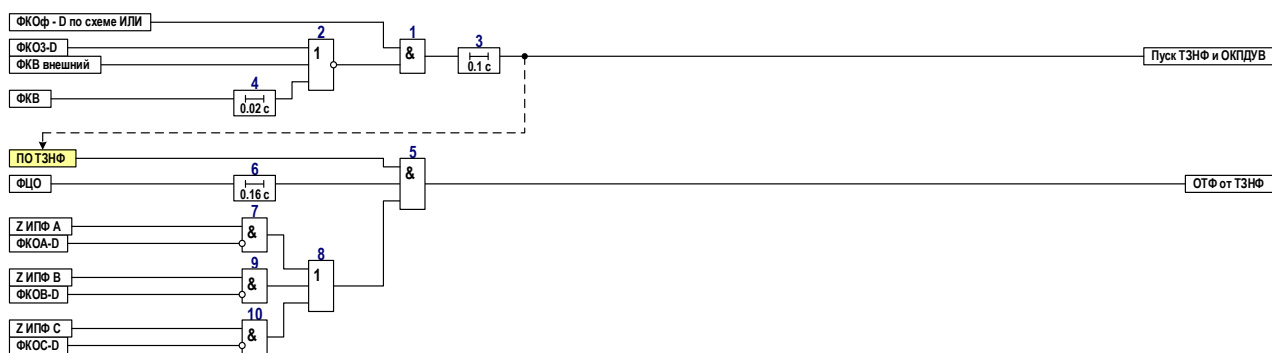 ФКОф - D по схеме ИЛИ
2
1
3
ФКО3-D
1
&
ФКВ внешний
0.1 с
Пуск ТЗНФ и ОКПДУВ
4
ФКВ
0.02 с
ПО ТЗНФ
5
&
6
ФЦО
0.16 с
ОТФ от ТЗНФ
7
Z ИПФ А
&
ФКОА-D
8
1
9
Z ИПФ В
&
ФКОВ-D
10
Z ИПФ С
&
ФКОС-D